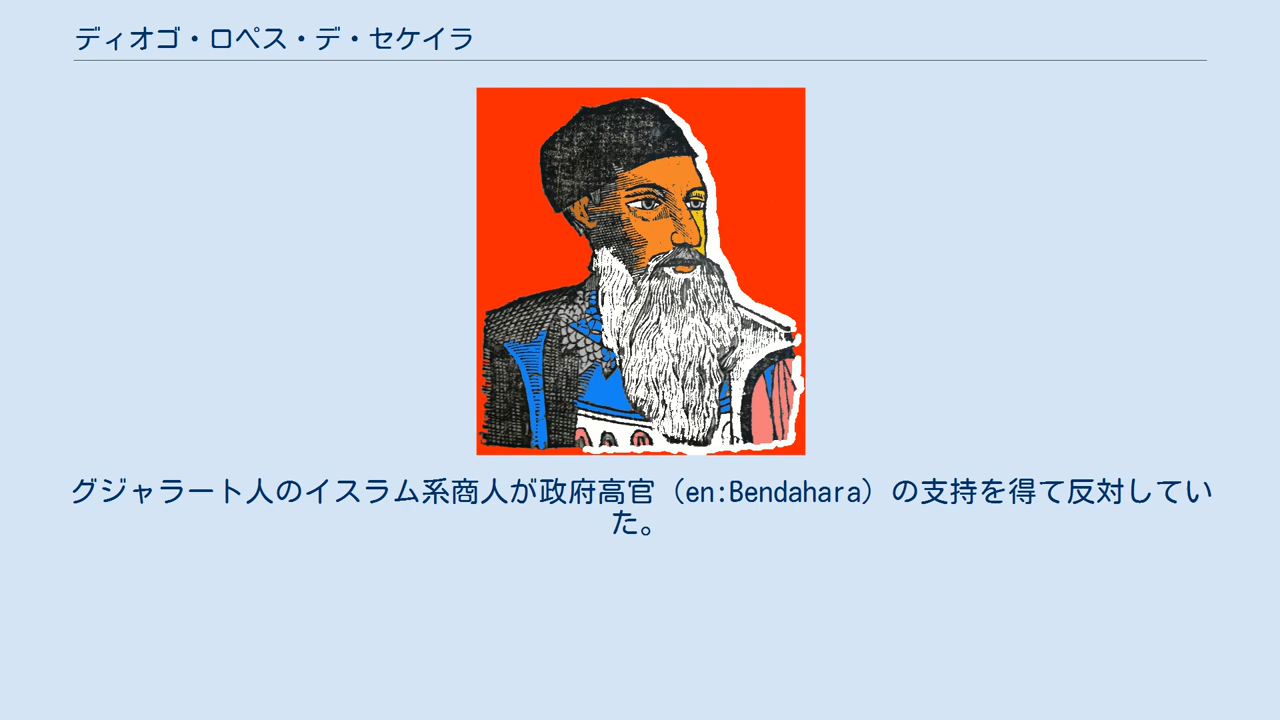 ディオゴ・ロペス・デ・セケイラ
グジャラート人のイスラム系商人が政府高官（en:Bendahara）の支持を得て反対してい
た。